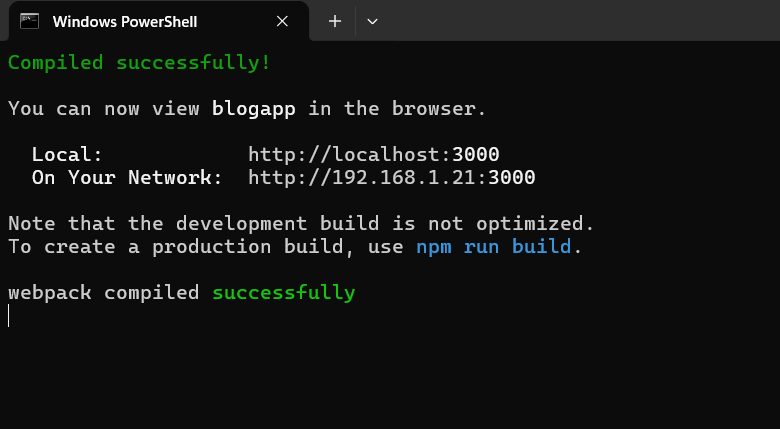 Windows PowerShell
Compiled successfully!
You can now view blogapp in the browser.
Local: http://localhost:3000
On Your Network: http://192.168.1.21:3000
Note that the development build is not optimized.
To create a production build, use npm run build.
webpack compiled successfully